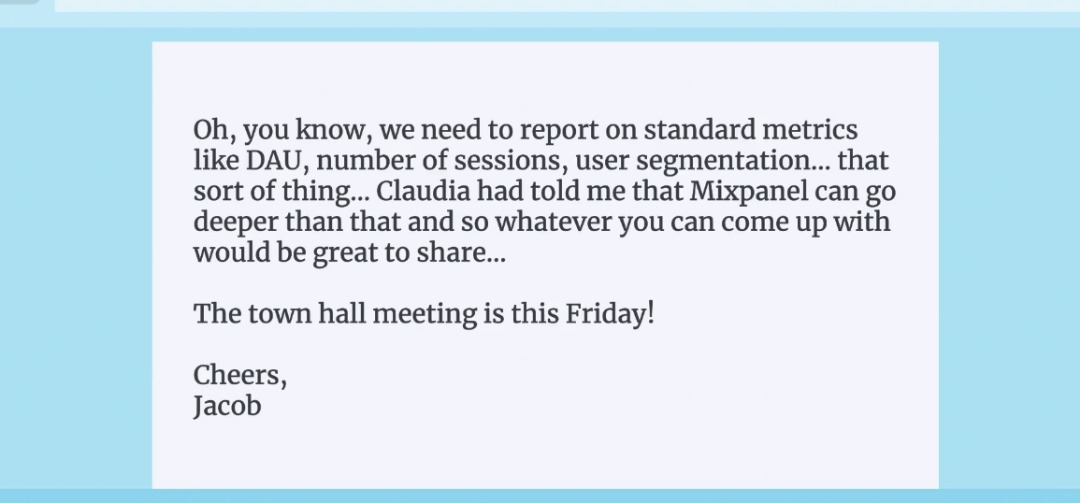 Oh, you know, we need to report on standard metrics
like DAU, number of sessions, user segmentation... that
sort of thing... Claudia had told me that Mixpanel can go
deeper than that and so whatever you can come up with
would be great to share...
The town hall meeting is this Friday!
Cheers,
Jacob